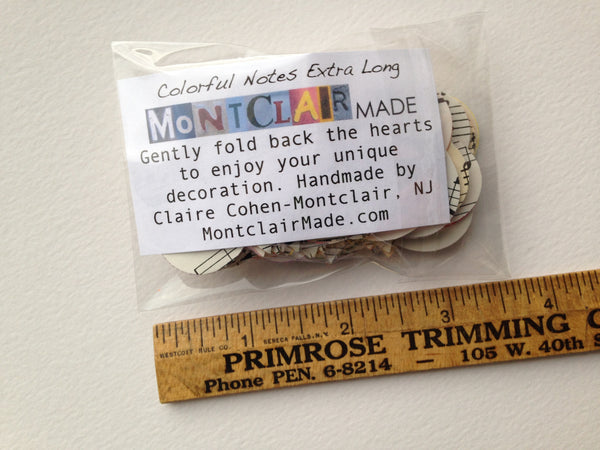 Colorful Notes Extra Long
MONTCLAIR MADE
Gently fold back the hearts
to enjoy your unique
decoration. Handmade by
Claire Cohen-Montclair, NJ
MontclairMade.com
1 2 3 4
WESTCOTT RULE CO. SENECA FALLS, N.Y.
PRIMROSE TRIMMING C
Phone PEN. 6-8214 — 105 W. 40th S